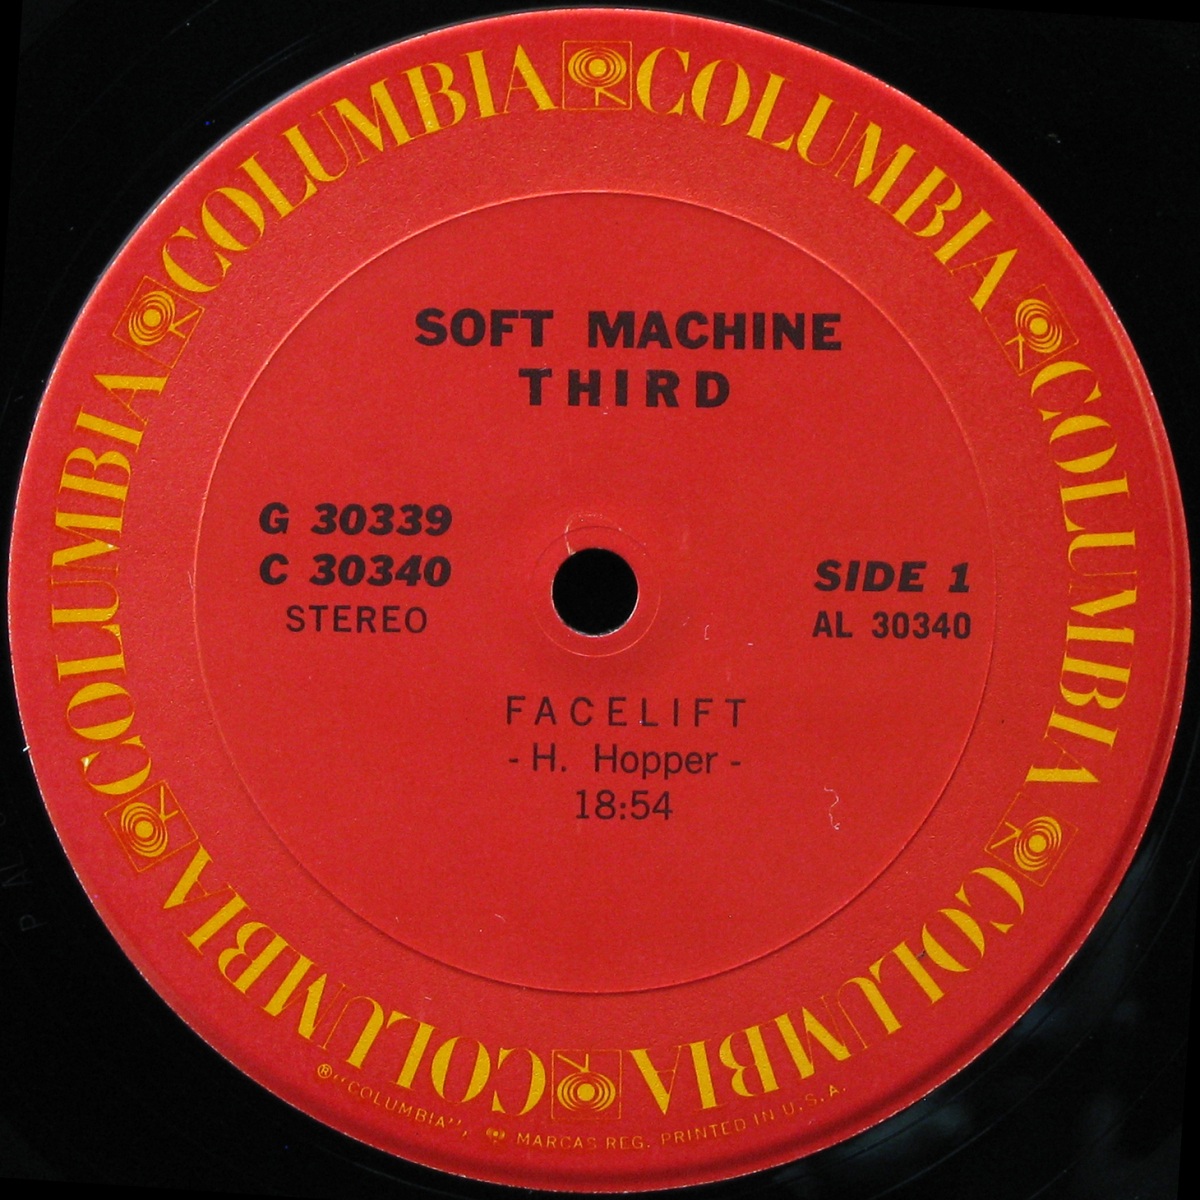 COLUMBIA COLUMBIA COLUMBIA COLUMBIA COLUMBIA COLUMBIA
SOFT MACHINE
THIRD
G 30339
C 30340
STEREO
SIDE 1
AL 30340
FACELIFT
- H. Hopper -
18:54
® "COLUMBIA", MARCAS REG. PRINTED IN U.S.A.